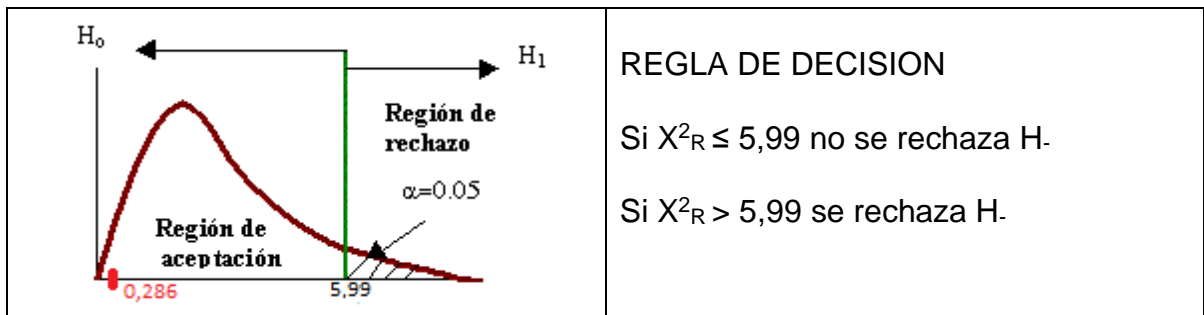 Ho
H1
Región de
rechazo
α=0.05
Región de
aceptación
0,286
5,99
REGLA DE DECISION
Si X²R ≤ 5,99 no se rechaza H-
Si X²R > 5,99 se rechaza H-